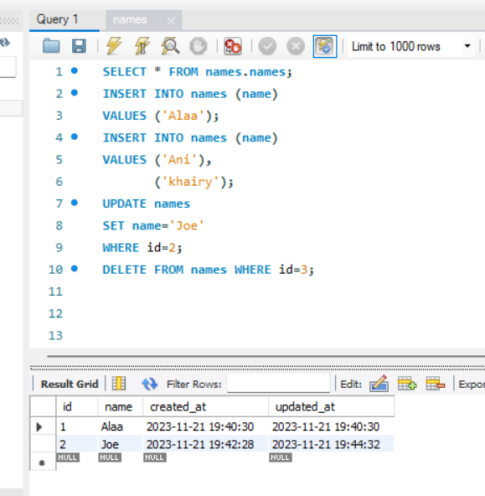 Query 1 names
Limit to 1000 rows
1 SELECT * FROM names.names;
2 INSERT INTO names (name)
3 VALUES ('Alaa');
4 INSERT INTO names (name)
5 VALUES ('Ani'),
6 ('khairy');
7 UPDATE names
8 SET name='Joe'
9 WHERE id=2;
10 DELETE FROM names WHERE id=3;
11
12
13
Result Grid Filter Rows: Edit: Expor
id name created_at updated_at
1 Alaa 2023-11-21 19:40:30 2023-11-21 19:40:30
2 Joe 2023-11-21 19:42:28 2023-11-21 19:44:32
NULL NULL NULL NULL